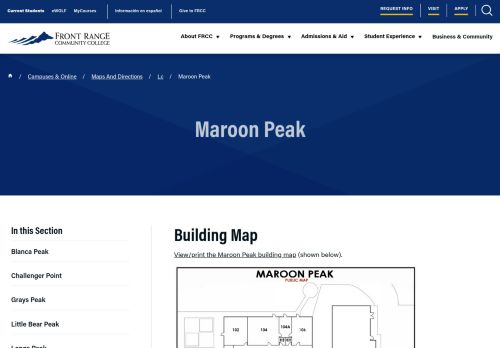 Current Students eWOLF MyCourses Información en español Give to FRCC REQUEST INFO VISIT APPLY
FRONT RANGE
COMMUNITY COLLEGE
About FRCC Programs & Degrees Admissions & Aid Student Experience Business & Community
/ Campuses & Online / Maps And Directions / Lc / Maroon Peak
Maroon Peak
In this Section
Blanca Peak
Challenger Point
Grays Peak
Little Bear Peak
Longs Peak
Building Map
View/print the Maroon Peak building map (shown below).
MAROON PEAK
PUBLIC MAP
102 104 104A 106